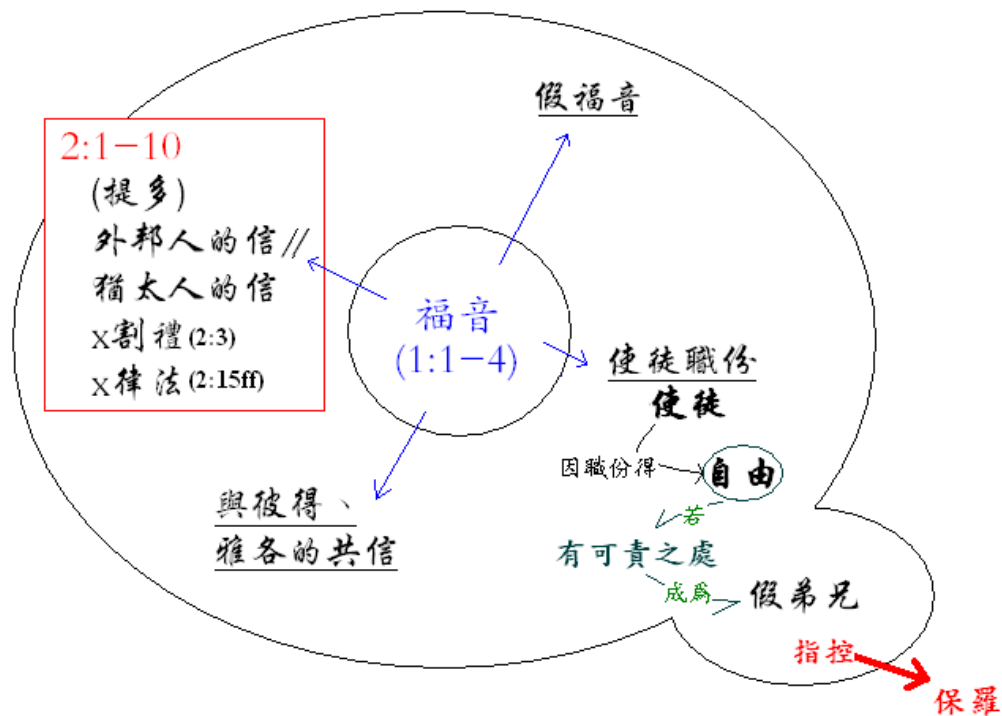 假福音
2:1-10
(提多)
外邦人的信//
猶太人的信
x割禮(2:3)
x律法(2:15ff)
福音
(1:1-4)
使徒職份
使徒
因職份得
自由
若
有可責之處
成爲
假弟兄
指控
保羅
與彼得、
雅各的共信